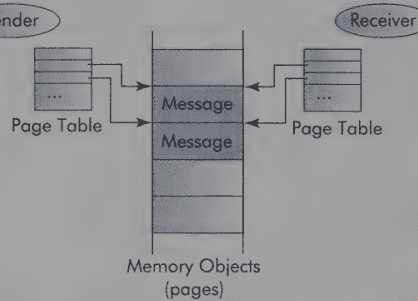 ender
Receiver
Message
Message
...
...
Page Table
Page Table
Memory Objects
(pages)